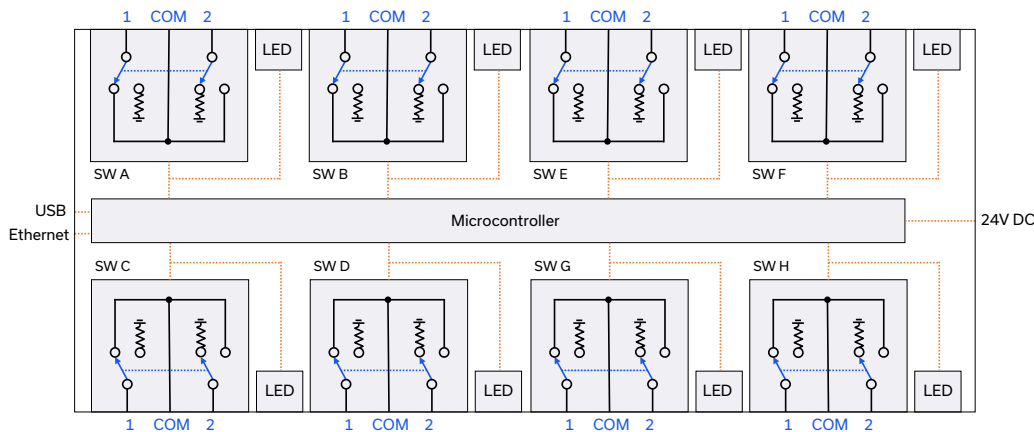 1 COM 2 1 COM 2 1 COM 2 1 COM 2
LED LED LED LED
SW A SW B SW E SW F
USB
Microcontroller
24V DC
Ethernet
SW C SW D SW G SW H
LED LED LED LED
1 COM 2 1 COM 2 1 COM 2 1 COM 2